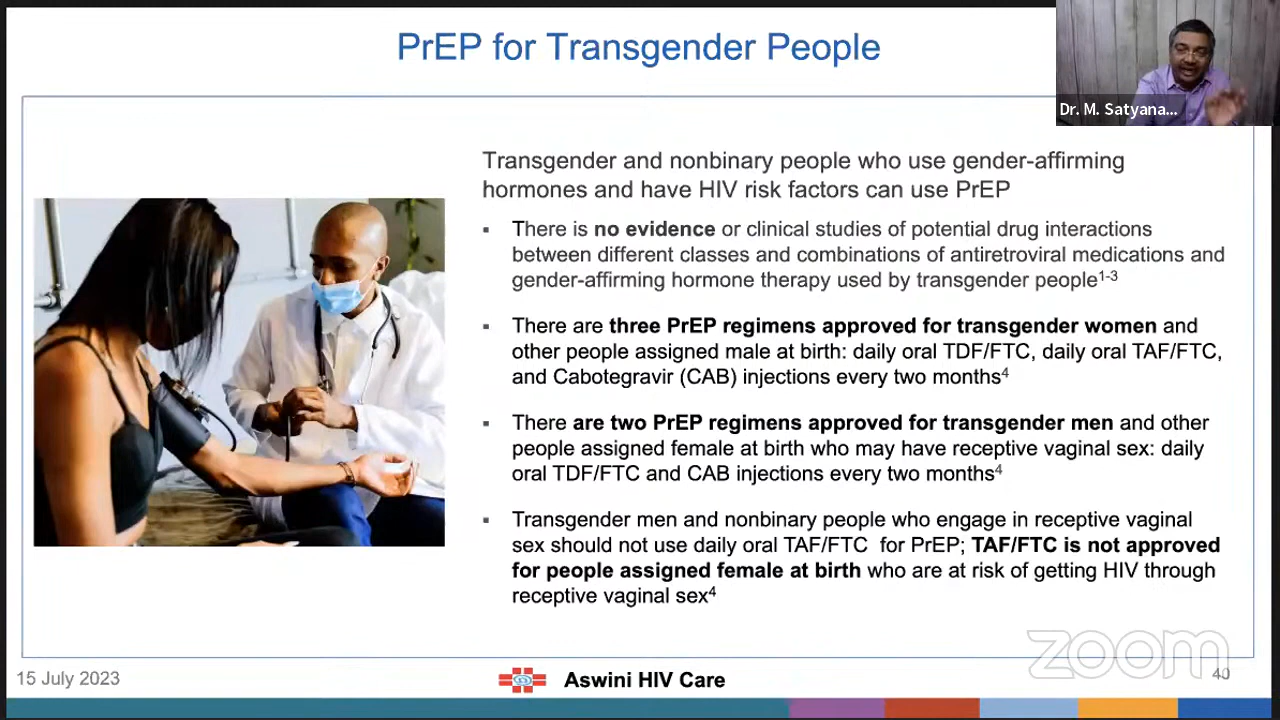 PrEP for Transgender People
Dr. M. Satyana...
Transgender and nonbinary people who use gender-affirming
hormones and have HIV risk factors can use PrEP
▪ There is no evidence or clinical studies of potential drug interactions
between different classes and combinations of antiretroviral medications and
gender-affirming hormone therapy used by transgender people¹⁻³
▪ There are three PrEP regimens approved for transgender women and
other people assigned male at birth: daily oral TDF/FTC, daily oral TAF/FTC,
and Cabotegravir (CAB) injections every two months⁴
▪ There are two PrEP regimens approved for transgender men and other
people assigned female at birth who may have receptive vaginal sex: daily
oral TDF/FTC and CAB injections every two months⁴
▪ Transgender men and nonbinary people who engage in receptive vaginal
sex should not use daily oral TAF/FTC for PrEP; TAF/FTC is not approved
for people assigned female at birth who are at risk of getting HIV through
receptive vaginal sex⁴
zoom
15 July 2023
Aswini HIV Care
40